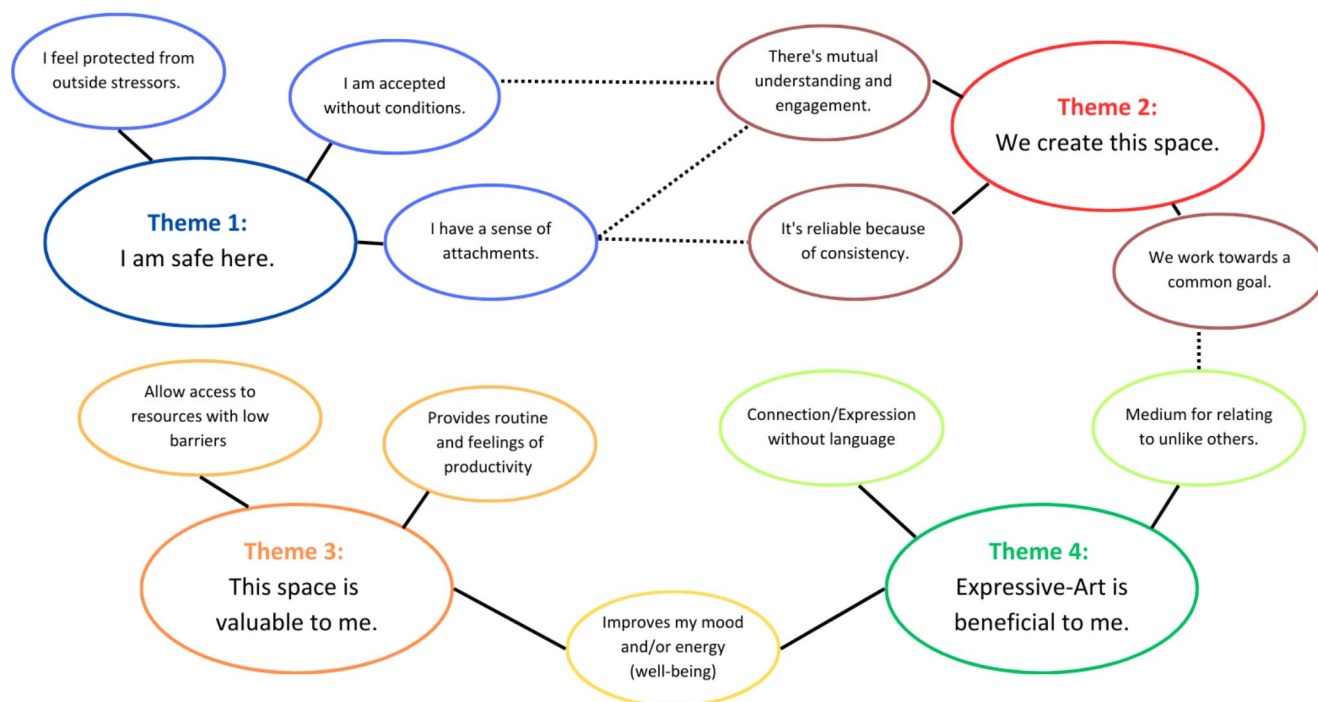 I feel protected from
outside stressors.
I am accepted
without conditions.
There's mutual
understanding and
engagement.
Theme 2:
We create this space.
Theme 1:
I am safe here.
I have a sense of
attachments.
It's reliable because
of consistency.
We work towards a
common goal.
Allow access to
resources with low
barriers
Provides routine
and feelings of
productivity
Connection/Expression
without language
Medium for relating
to unlike others.
Theme 3:
This space is
valuable to me.
Theme 4:
Expressive-Art is
beneficial to me.
Improves my mood
and/or energy
(well-being)